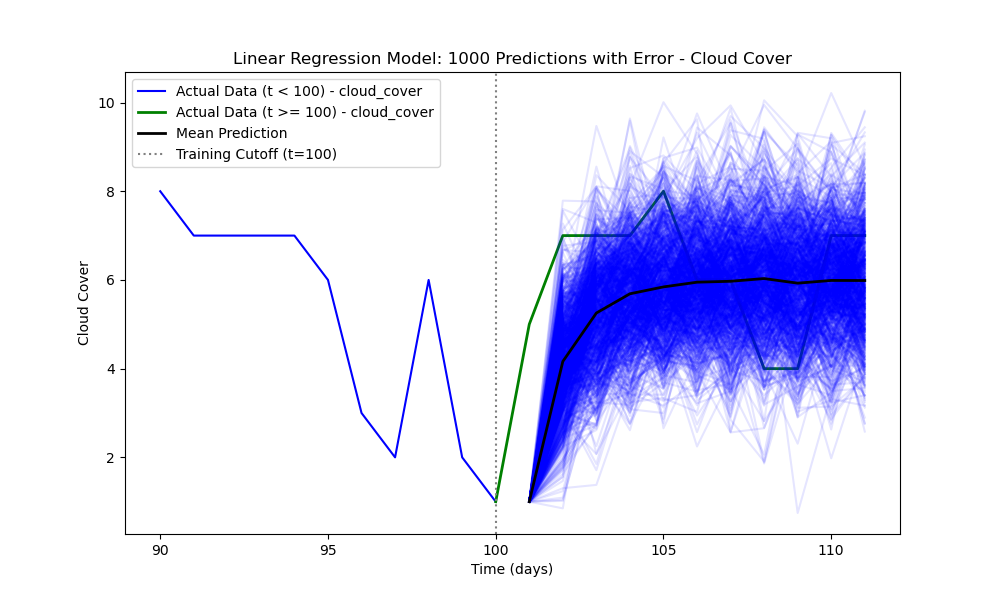 Linear Regression Model: 1000 Predictions with Error - Cloud Cover
Actual Data (t < 100) - cloud_cover
Actual Data (t >= 100) - cloud_cover
Mean Prediction
Training Cutoff (t=100)
Cloud Cover
10
8
6
4
2
90
95
100
105
110
Time (days)